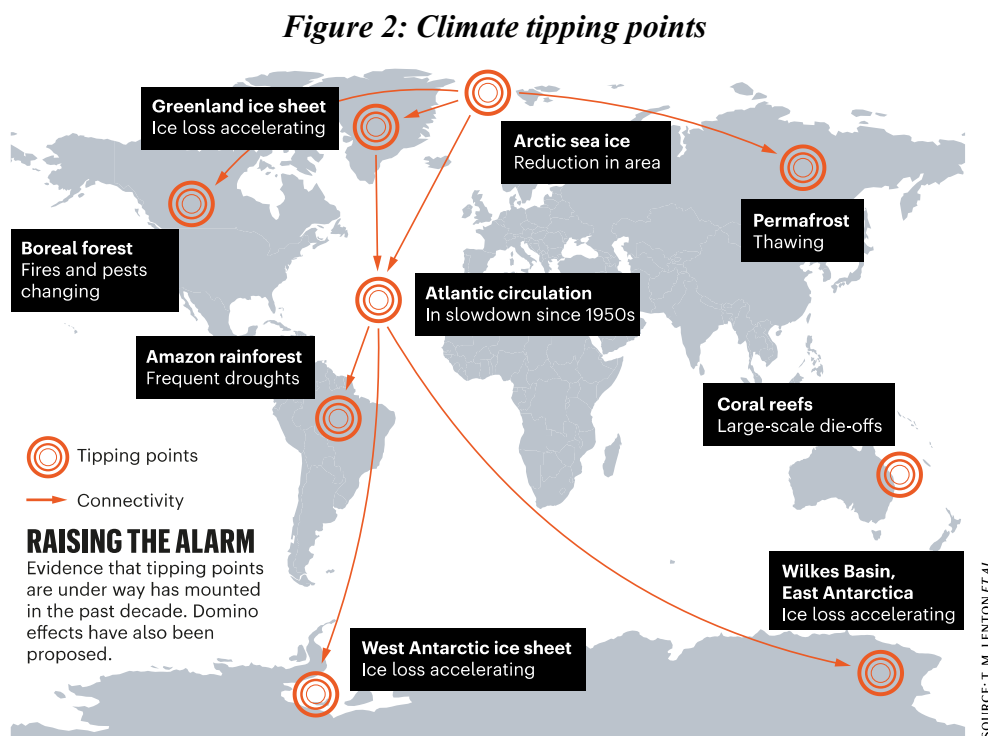 Figure 2: Climate tipping points
Greenland ice sheet
Ice loss accelerating
Arctic sea ice
Reduction in area
Permafrost
Thawing
Boreal forest
Fires and pests
changing
Atlantic circulation
In slowdown since 1950s
Amazon rainforest
Frequent droughts
Coral reefs
Large-scale die-offs
Tipping points
Connectivity
RAISING THE ALARM
Evidence that tipping points
are under way has mounted
in the past decade. Domino
effects have also been
proposed.
Wilkes Basin,
East Antarctica
Ice loss accelerating
West Antarctic ice sheet
Ice loss accelerating
SOURCE: T. M. LENTON ET AL.